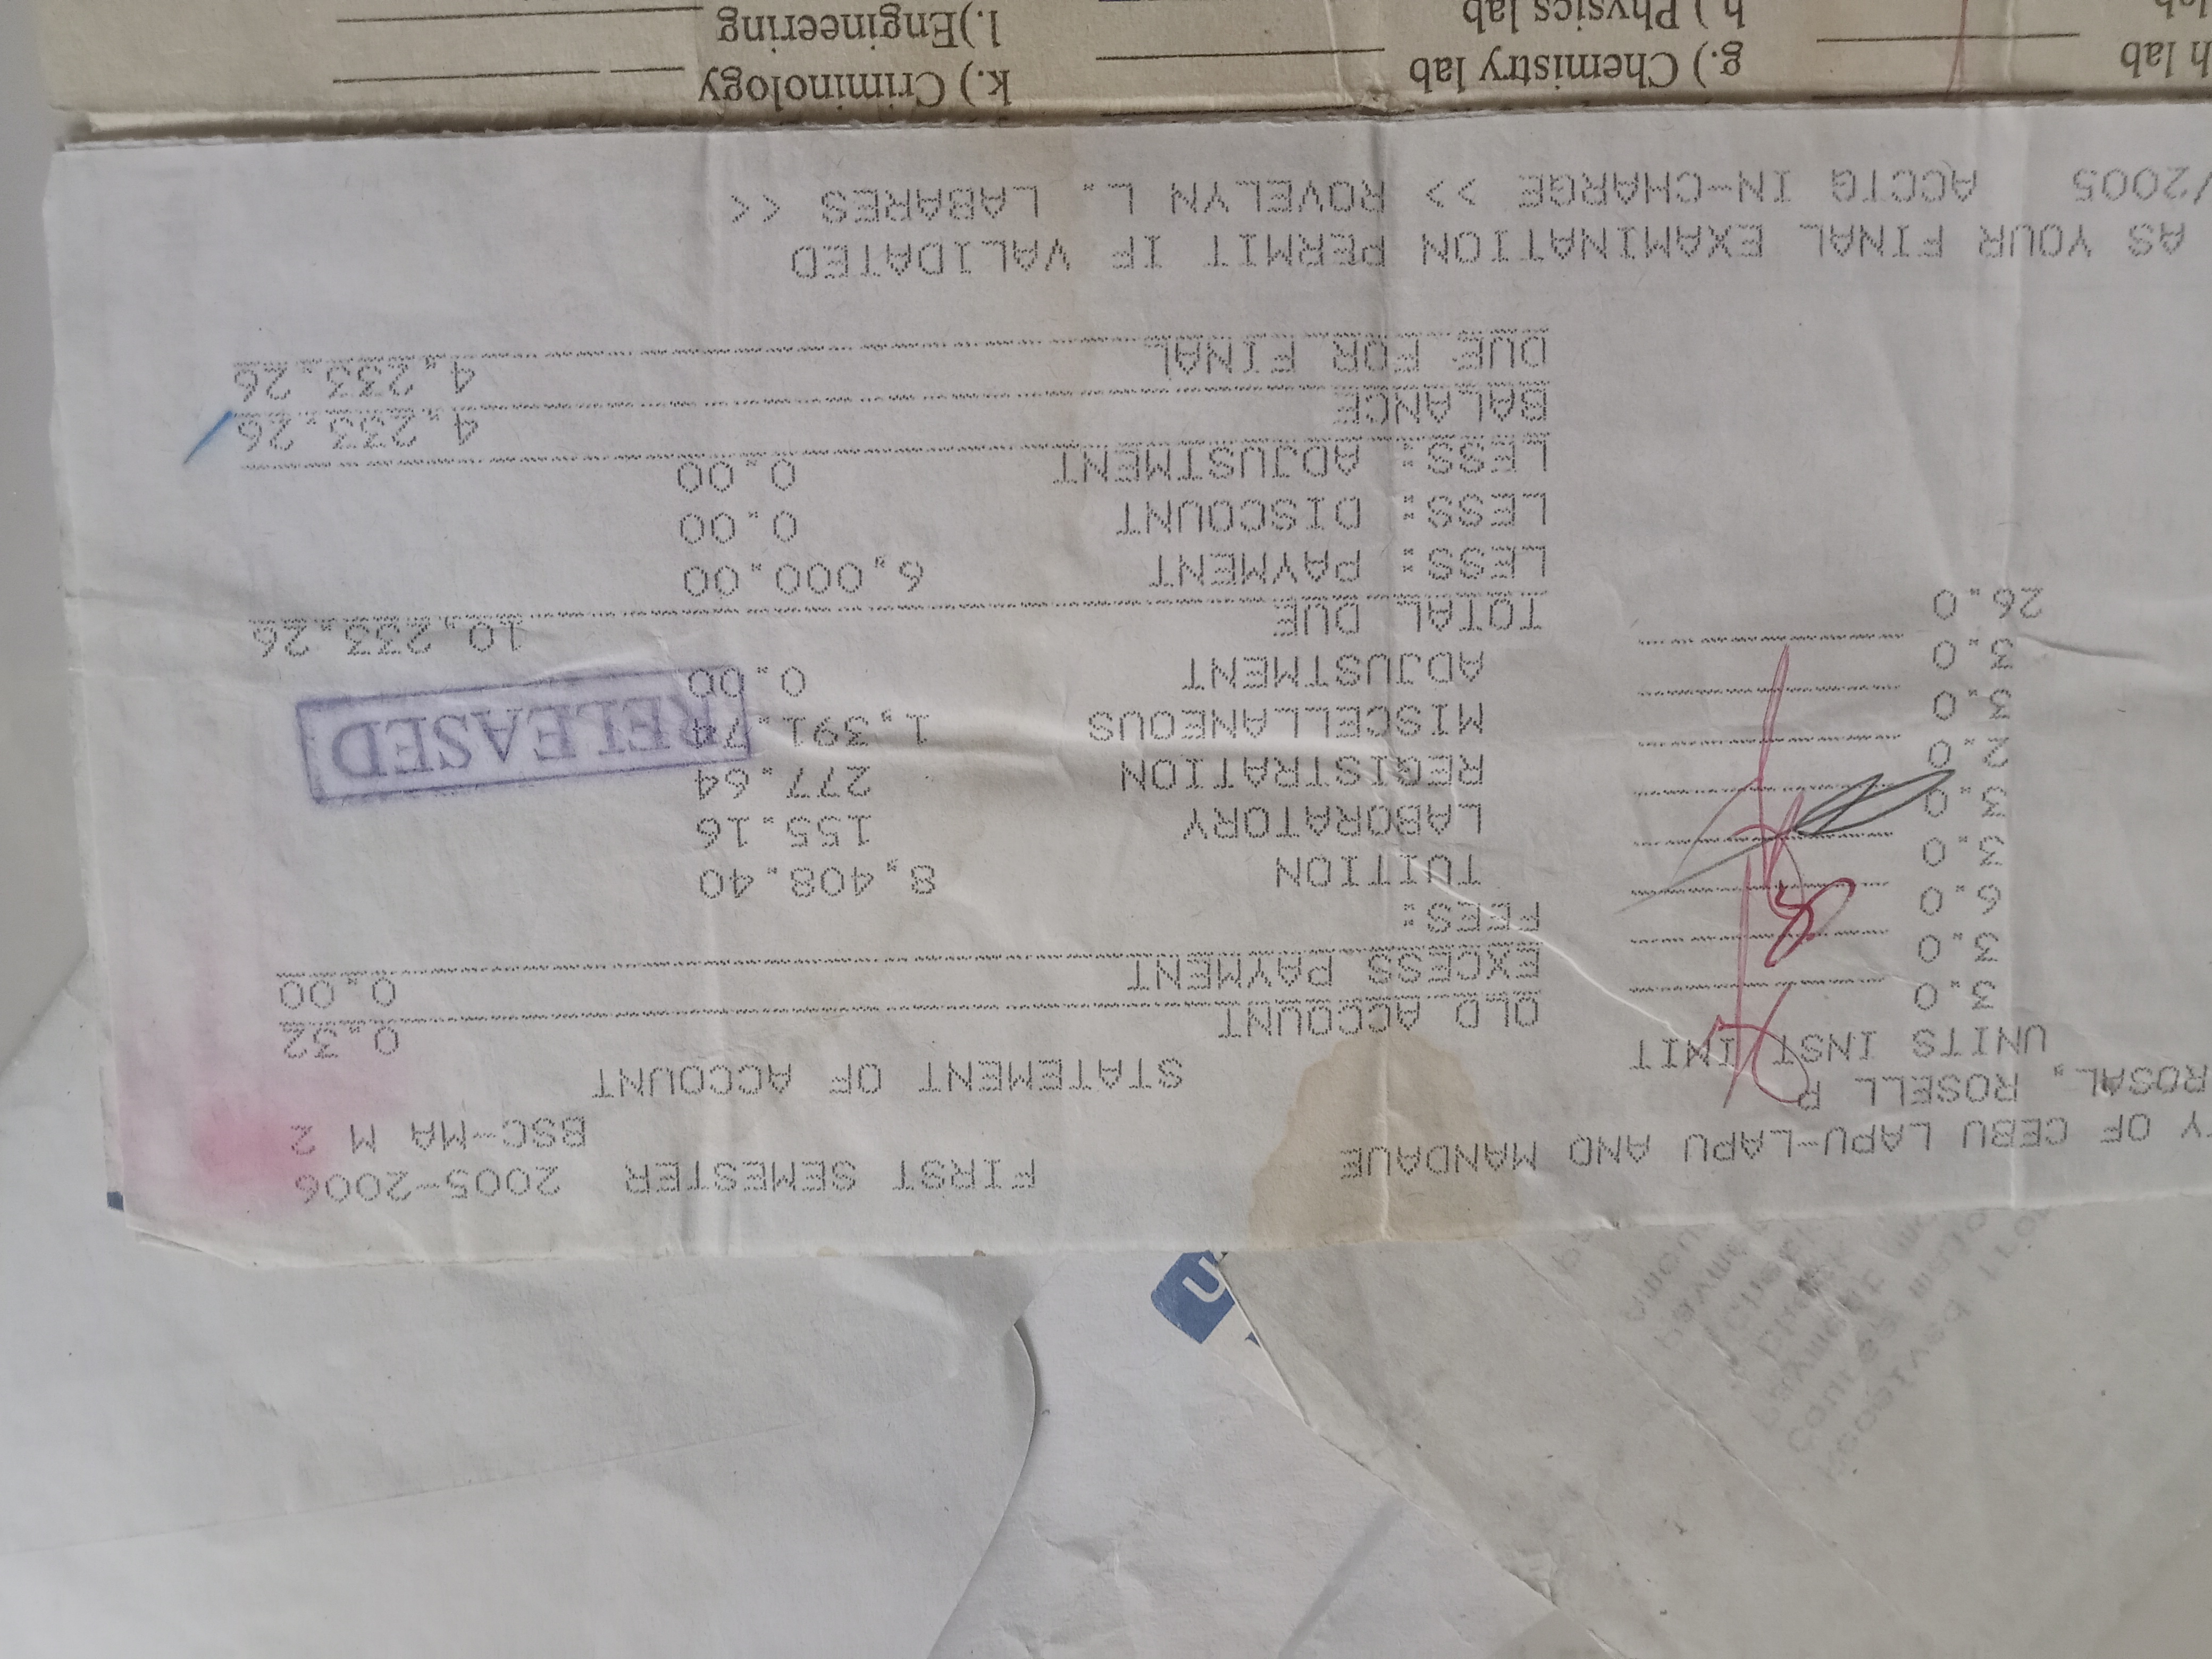 Y OF CEBU LAPU-LAPU AND MANDAUE FIRST SEMESTER 2005-2006
ROSAL, ROSELL P BSC-MA M 2
UNITS INST INIT STATEMENT OF ACCOUNT
3.0 OLD ACCOUNT 0.32
3.0 EXCESS PAYMENT 0.00
6.0 FEES:
3.0 TUITION 8,408.40
3.0 LABORATORY 155.16
2.0 REGISTRATION 277.64
3.0 MISCELLANEOUS 1,391.74
3.0 ADJUSTMENT 0.00
26.0 TOTAL DUE 10,233.26
LESS: PAYMENT 6,000.00
LESS: DISCOUNT 0.00
LESS: ADJUSTMENT 0.00
BALANCE 4,233.26
DUE FOR FINAL 4,233.26
AS YOUR FINAL EXAMINATION PERMIT IF VALIDATED
/2005 ACCTG IN-CHARGE >> ROVELYN L. LABARES <<
RELEASED
h lab g.) Chemistry lab k.) Criminology
lab h.) Physics lab l.) Engineering
U